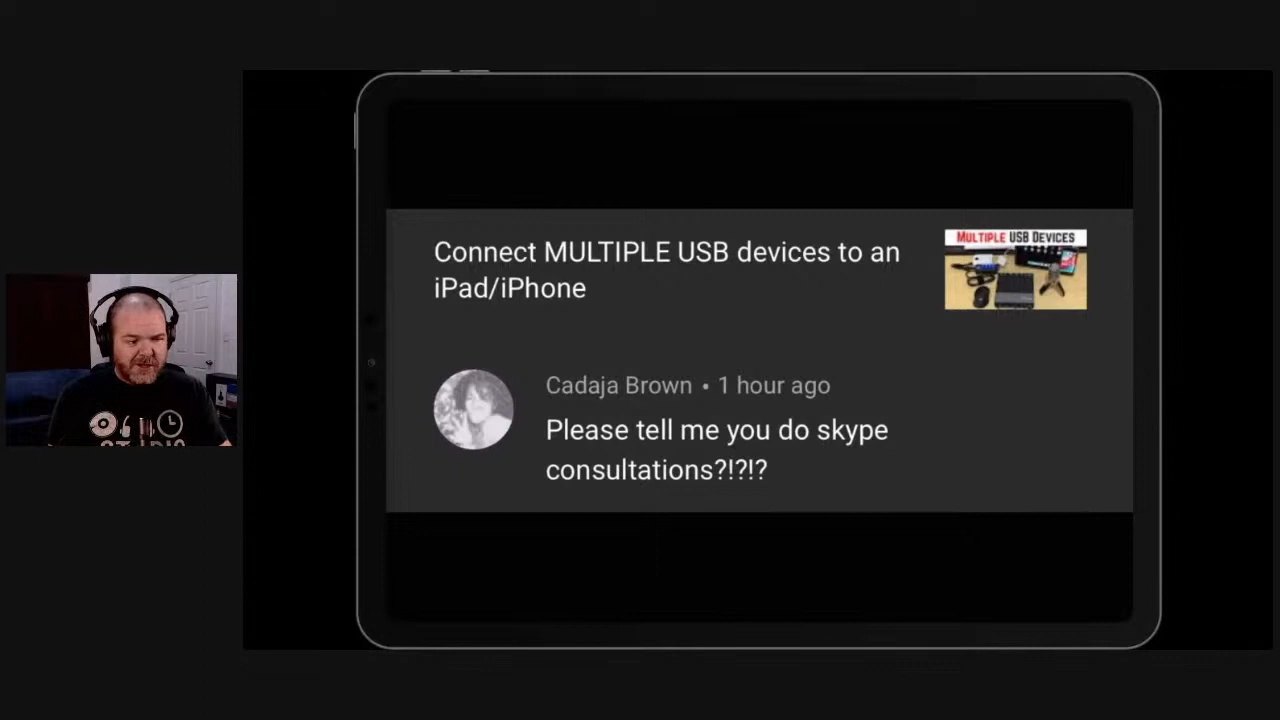 Connect MULTIPLE USB devices to an
iPad/iPhone
MULTIPLE USB DEVICES
Cadaja Brown • 1 hour ago
Please tell me you do skype
consultations?!?!?